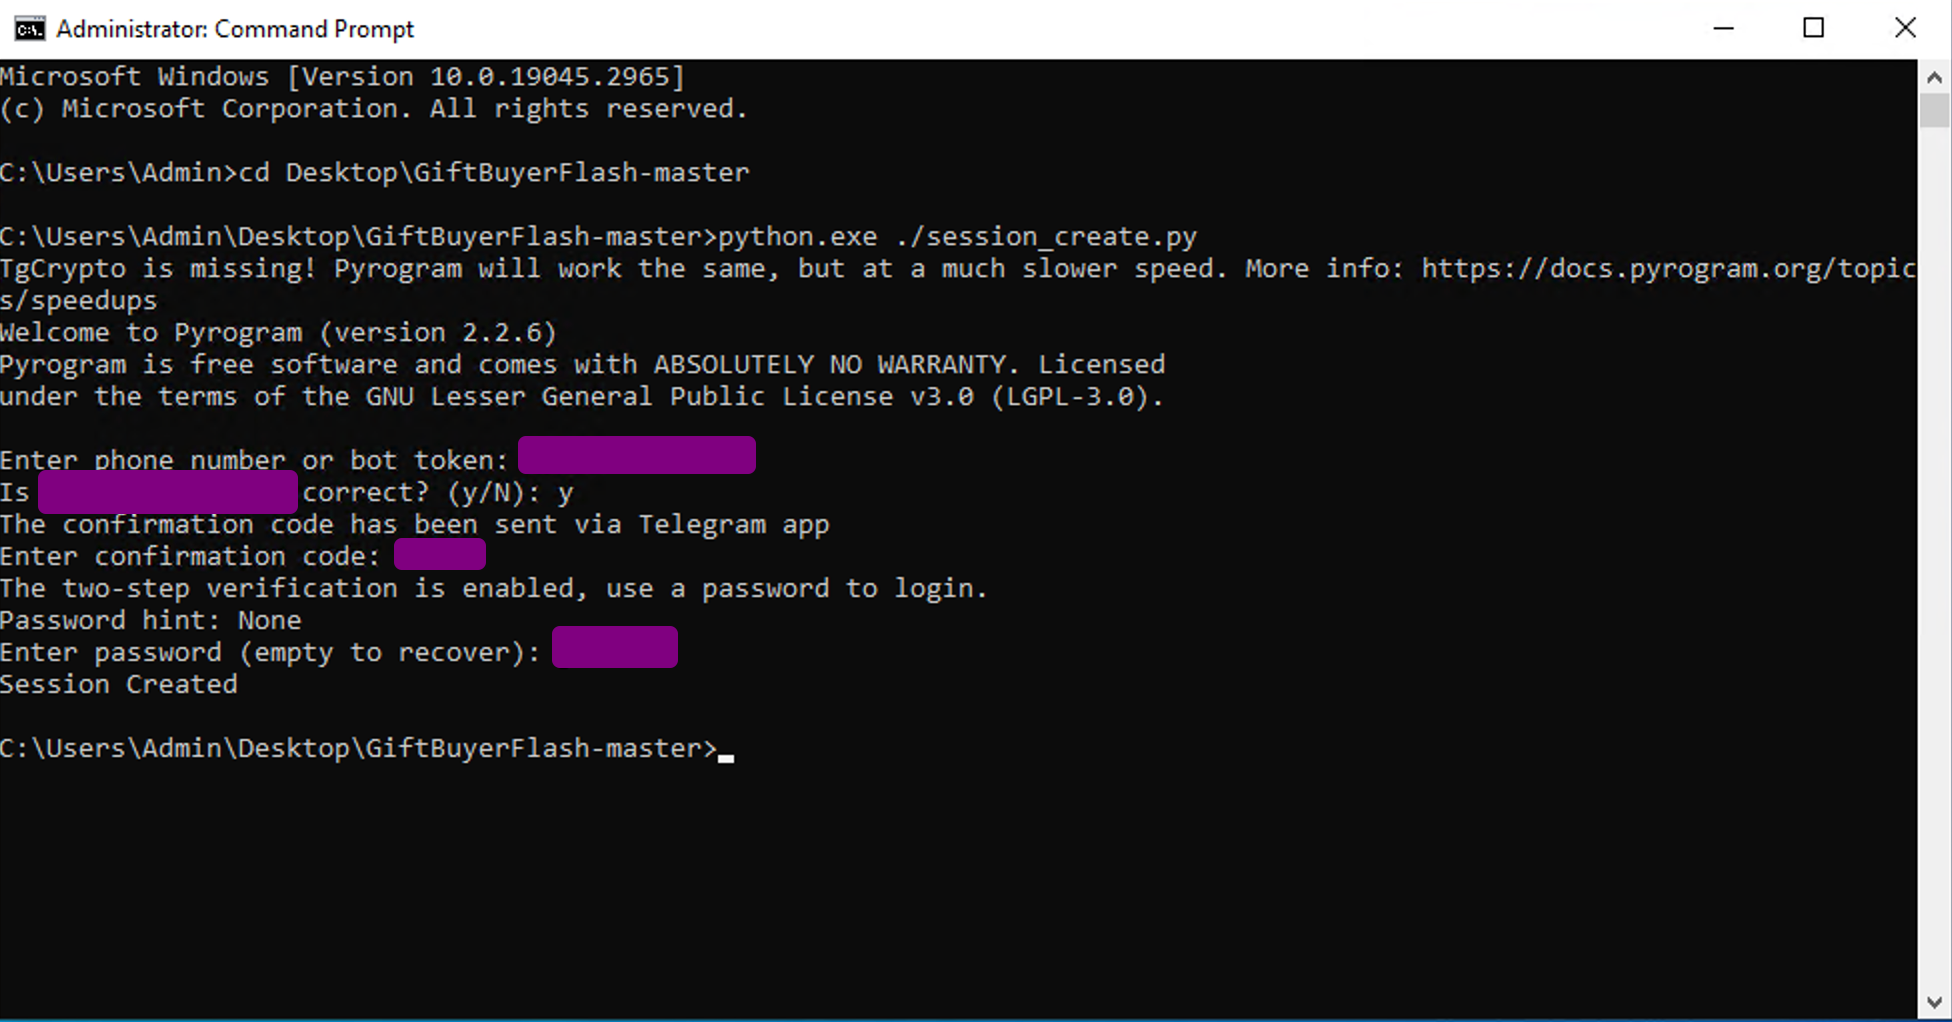 Administrator: Command Prompt
Microsoft Windows [Version 10.0.19045.2965]
(c) Microsoft Corporation. All rights reserved.
C:\Users\Admin>cd Desktop\GiftBuyerFlash-master
C:\Users\Admin\Desktop\GiftBuyerFlash-master>python.exe ./session_create.py
TgCrypto is missing! Pyrogram will work the same, but at a much slower speed. More info: https://docs.pyrogram.org/topic
s/speedups
Welcome to Pyrogram (version 2.2.6)
Pyrogram is free software and comes with ABSOLUTELY NO WARRANTY. Licensed
under the terms of the GNU Lesser General Public License v3.0 (LGPL-3.0).
Enter phone number or bot token:
Is correct? (y/N): y
The confirmation code has been sent via Telegram app
Enter confirmation code:
The two-step verification is enabled, use a password to login.
Password hint: None
Enter password (empty to recover):
Session Created
C:\Users\Admin\Desktop\GiftBuyerFlash-master>